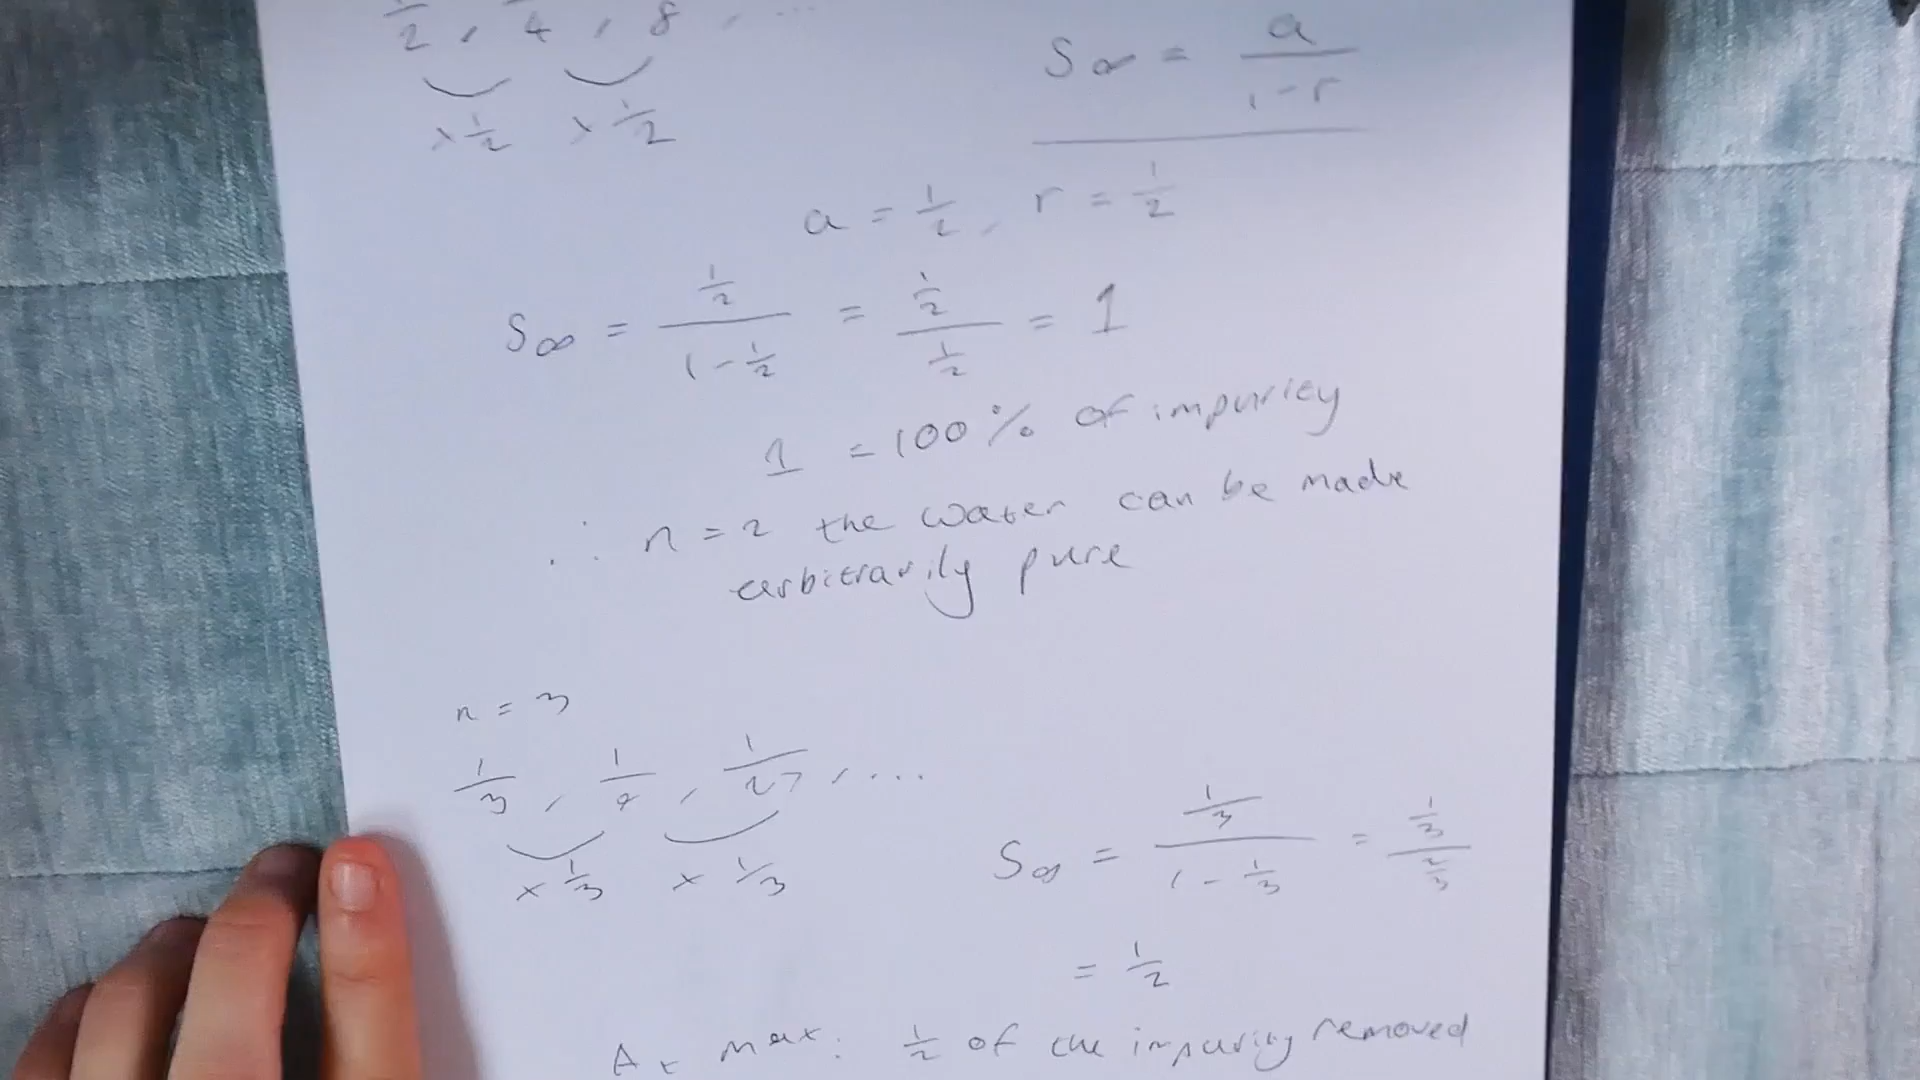 1/2, 1/4, 1/8, ...
×1/2 ×1/2
S∞ = a/(1-r)
a = 1/2, r = 1/2
S∞ = (1/2)/(1-1/2) = (1/2)/(1/2) = 1
1 = 100% of impurity
∴ n = 2 the water can be made
arbitrarily pure
n = 3
1/3, 1/9, 1/27, ....
×1/3 ×1/3
S∞ = (1/3)/(1-1/3) = (1/3)/(2/3)
= 1/2
At max: 1/2 of the impurity removed